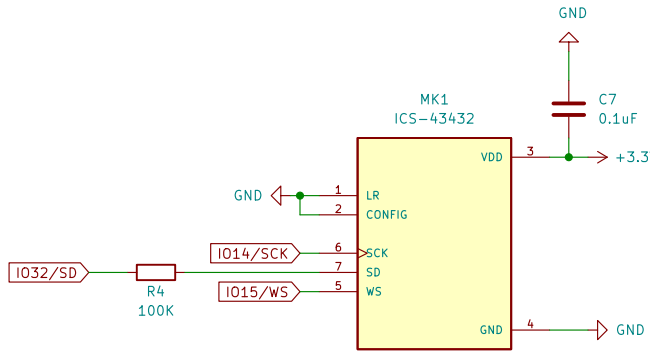 GND
C7
0.1uF
MK1
ICS-43432
VDD 3 +3.3
GND 1 LR
2 CONFIG
IO14/SCK 6 SCK
IO32/SD 7 SD
R4
100K
IO15/WS 5 WS
GND 4 GND